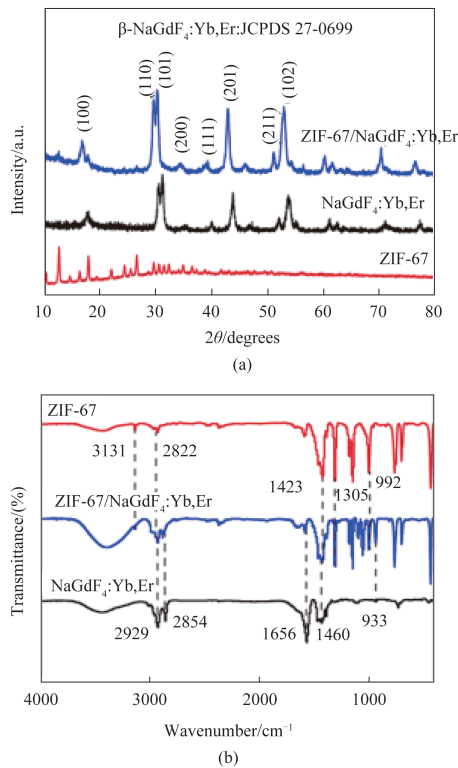 β-NaGdF₄:Yb,Er:JCPDS 27-0699
(100)
(110)
(101)
(200)
(111)
(201)
(211)
(102)
ZIF-67/NaGdF₄:Yb,Er
NaGdF₄:Yb,Er
ZIF-67
Intensity/a.u.
10 20 30 40 50 60 70 80
2θ/degrees
(a)
ZIF-67
3131 2822
1423 1305 992
ZIF-67/NaGdF₄:Yb,Er
NaGdF₄:Yb,Er
2929 2854 1656 1460 933
Transmittance/(%)
4000 3000 2000 1000
Wavenumber/cm⁻¹
(b)